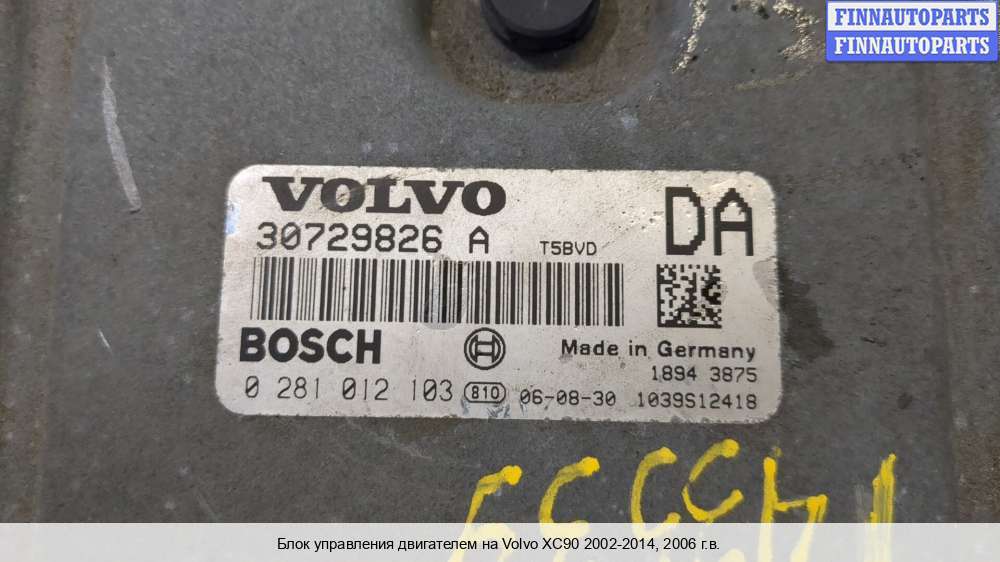 FINNAUTOPARTS
FINNAUTOPARTS
VOLVO
DA
30729826 A
T5BVD
BOSCH
Made in Germany
1894 3875
0 281 012 103
810
06-08-30
1039S12418
Блок управления двигателем на Volvo XC90 2002-2014, 2006 г.в.